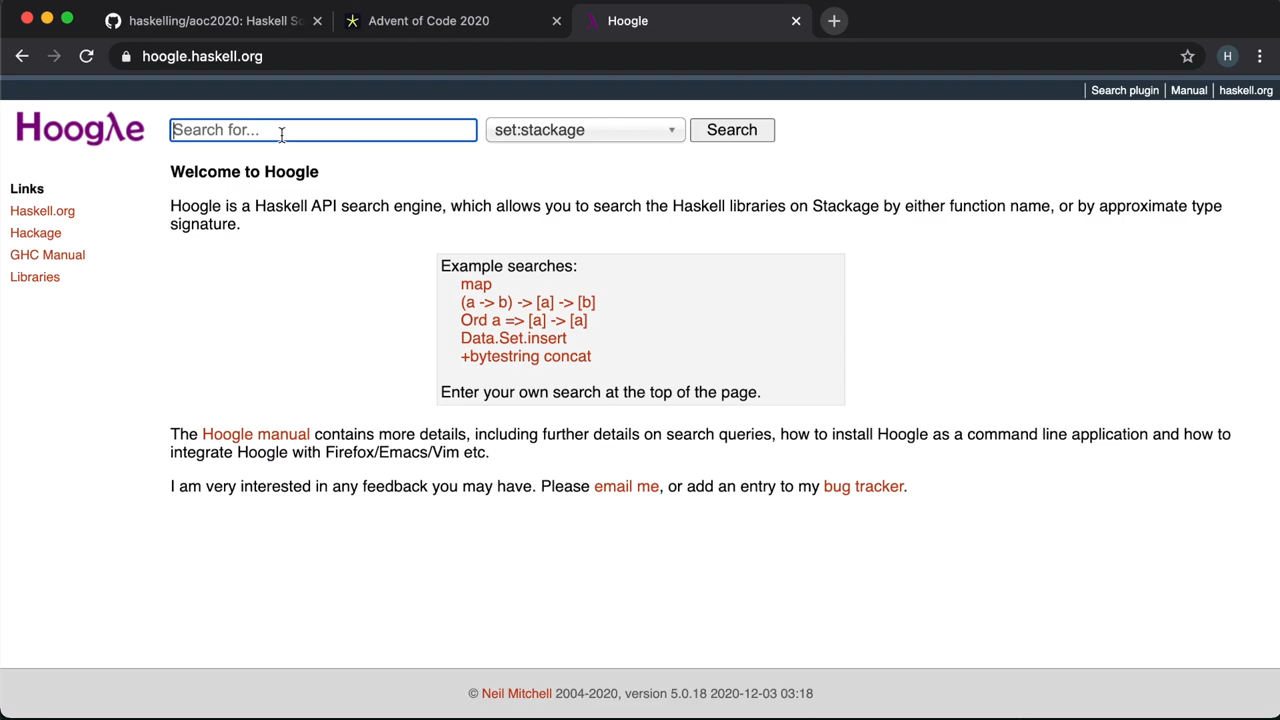 haskelling/aoc2020: Haskell So
Advent of Code 2020
Hoogle
hoogle.haskell.org
H
Search plugin
Manual
haskell.org
Hoogλe
Search for...
set:stackage
Search
Welcome to Hoogle
Links
Haskell.org
Hackage
GHC Manual
Libraries
Hoogle is a Haskell API search engine, which allows you to search the Haskell libraries on Stackage by either function name, or by approximate type
signature.
Example searches:
map
(a -> b) -> [a] -> [b]
Ord a => [a] -> [a]
Data.Set.insert
+bytestring concat
Enter your own search at the top of the page.
The Hoogle manual contains more details, including further details on search queries, how to install Hoogle as a command line application and how to
integrate Hoogle with Firefox/Emacs/Vim etc.
I am very interested in any feedback you may have. Please email me, or add an entry to my bug tracker.
© Neil Mitchell 2004-2020, version 5.0.18 2020-12-03 03:18